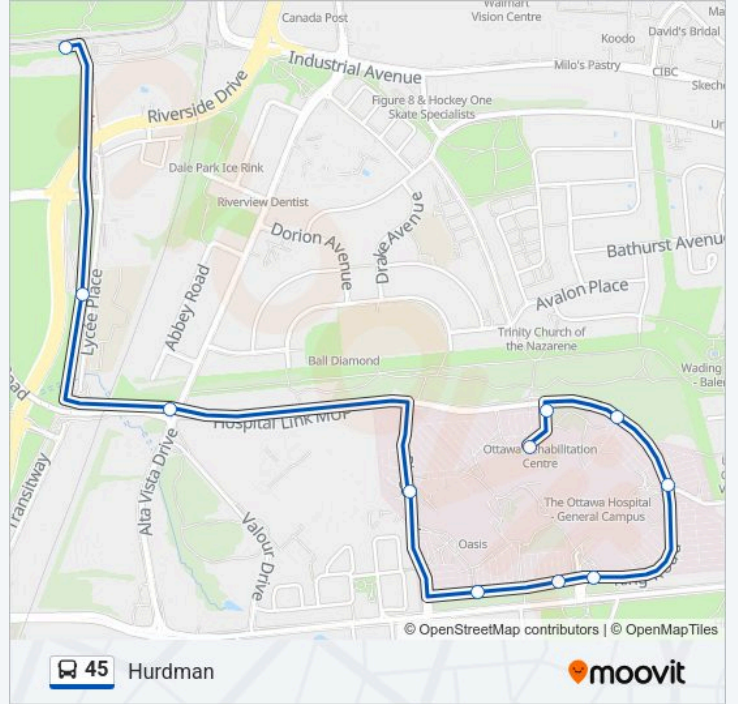 Walmart
Vision Centre
Canada Post
Koodo
David's Bridal
Industrial Avenue
Milo's Pastry
CIBC
Riverside Drive
Figure 8 & Hockey One
Skate Specialists
Dale Park Ice Rink
Riverview Dentist
Dorion Avenue
Drake Avenue
Bathurst Avenu
Abbey Road
Lycée Place
Avalon Place
Trinity Church of
the Nazarene
Ball Diamond
Wading
- Bale
Hospital Link
Ottawa
Centre
Transitway
Alta Vista Drive
The Ottawa Hospital
- General Campus
Valour Drive
Oasis
© OpenStreetMap contributors | © OpenMapTiles
45 Hurdman
moovit